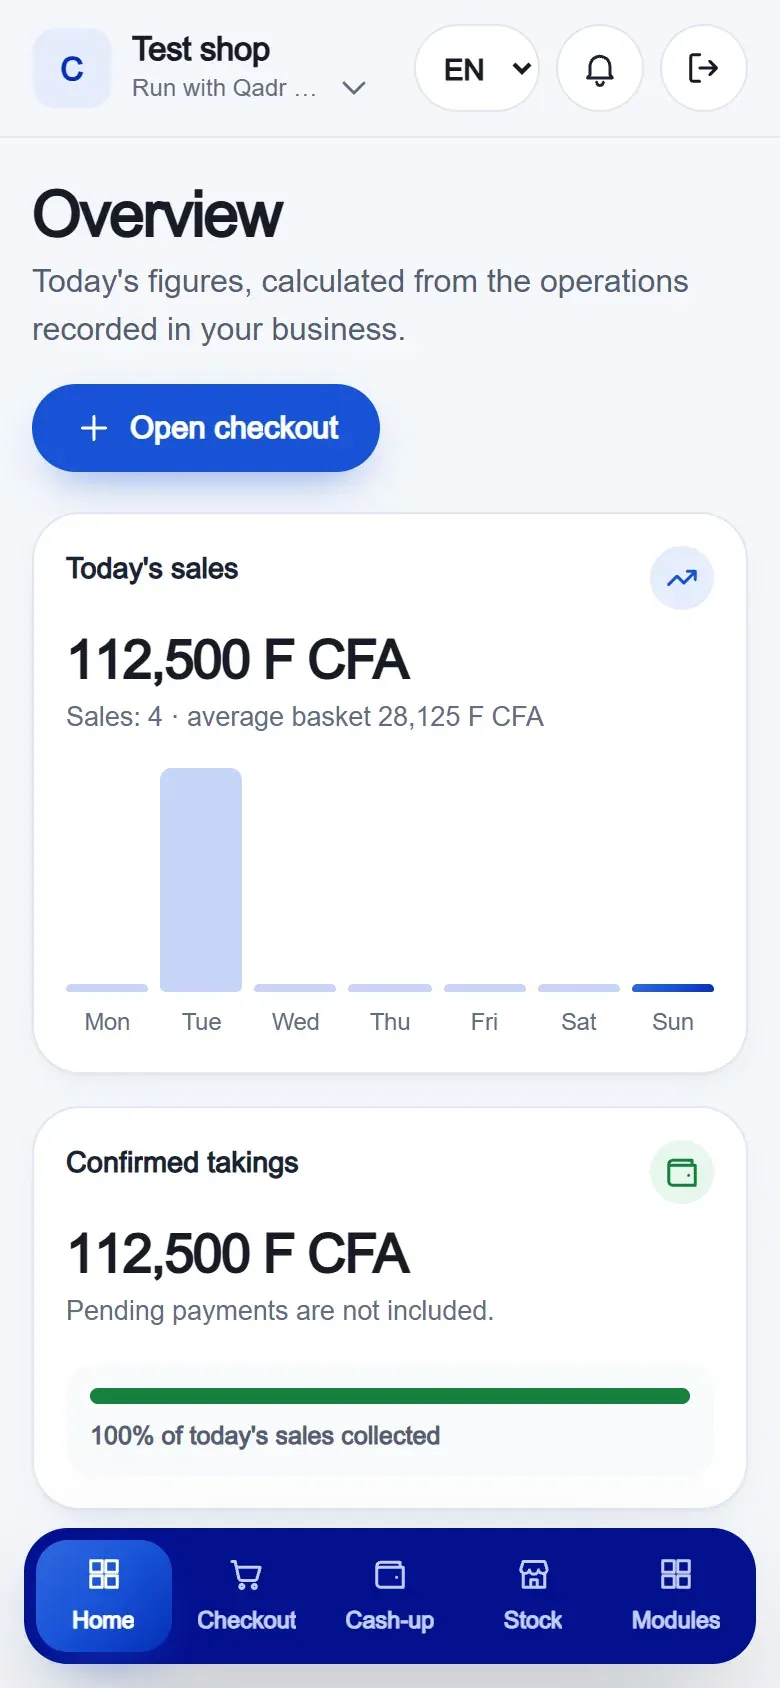 C
Test shop
Run with Qadr ...
EN
Overview
Today's figures, calculated from the operations
recorded in your business.
Open checkout
Today's sales
112,500 F CFA
Sales: 4 · average basket 28,125 F CFA
Mon Tue Wed Thu Fri Sat Sun
Confirmed takings
112,500 F CFA
Pending payments are not included.
100% of today's sales collected
Home Checkout Cash-up Stock Modules